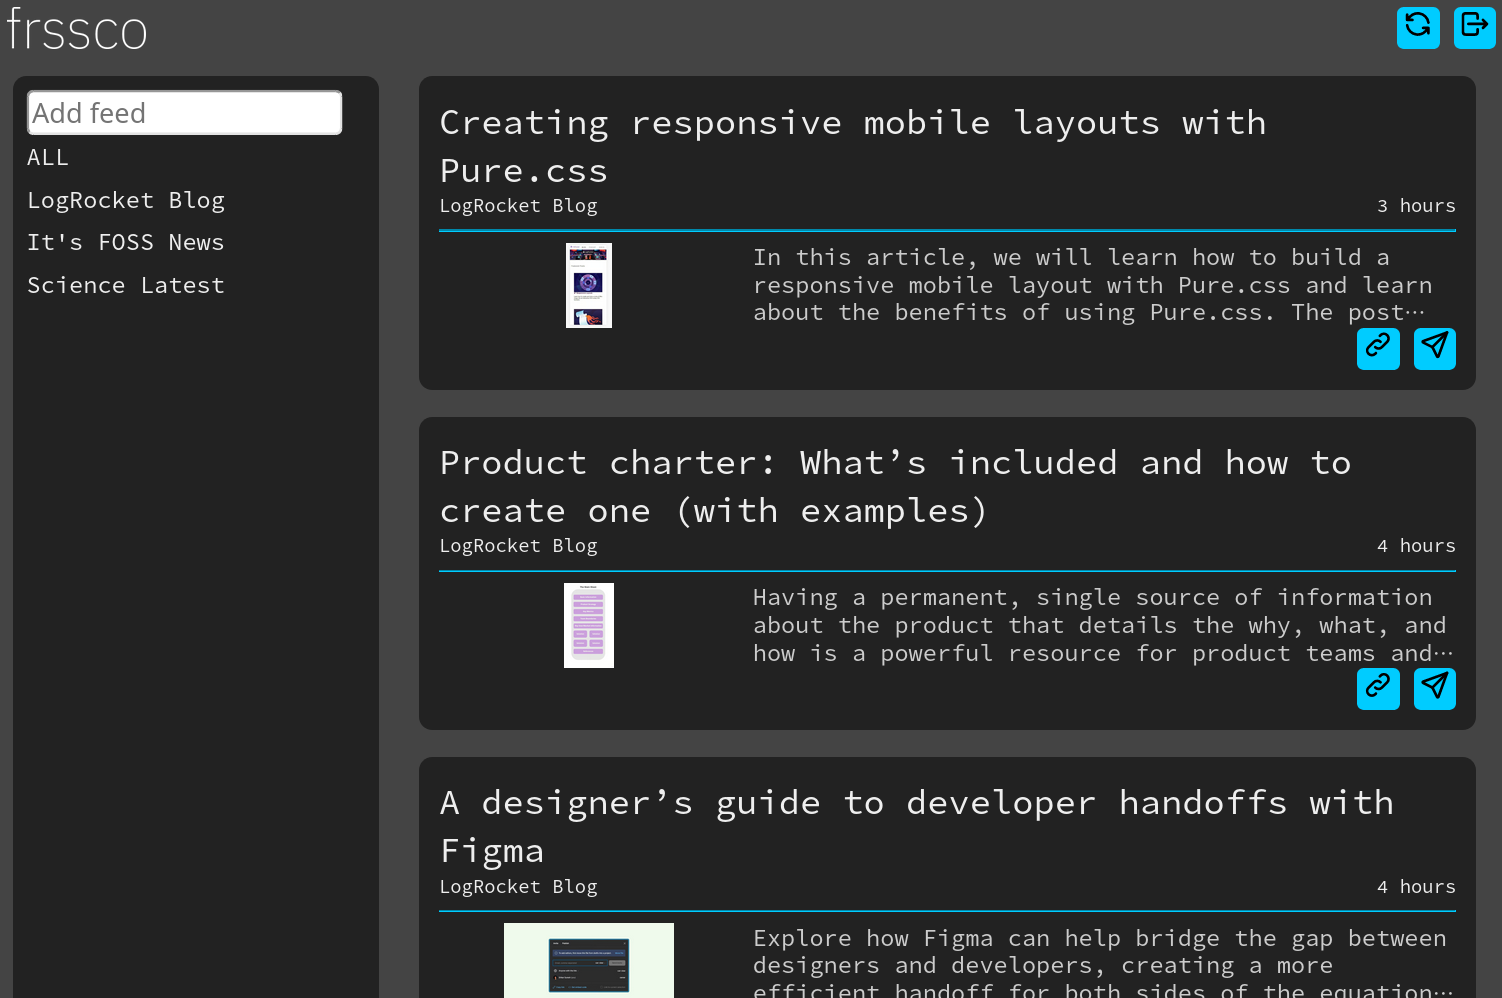 frssco
Add feed
ALL
LogRocket Blog
It's FOSS News
Science Latest
Creating responsive mobile layouts with
Pure.css
LogRocket Blog
3 hours
In this article, we will learn how to build a
responsive mobile layout with Pure.css and learn
about the benefits of using Pure.css. The post…
Product charter: What’s included and how to
create one (with examples)
LogRocket Blog
4 hours
Having a permanent, single source of information
about the product that details the why, what, and
how is a powerful resource for product teams and…
A designer’s guide to developer handoffs with
Figma
LogRocket Blog
4 hours
Explore how Figma can help bridge the gap between
designers and developers, creating a more
efficient handoff for both sides of the equation…